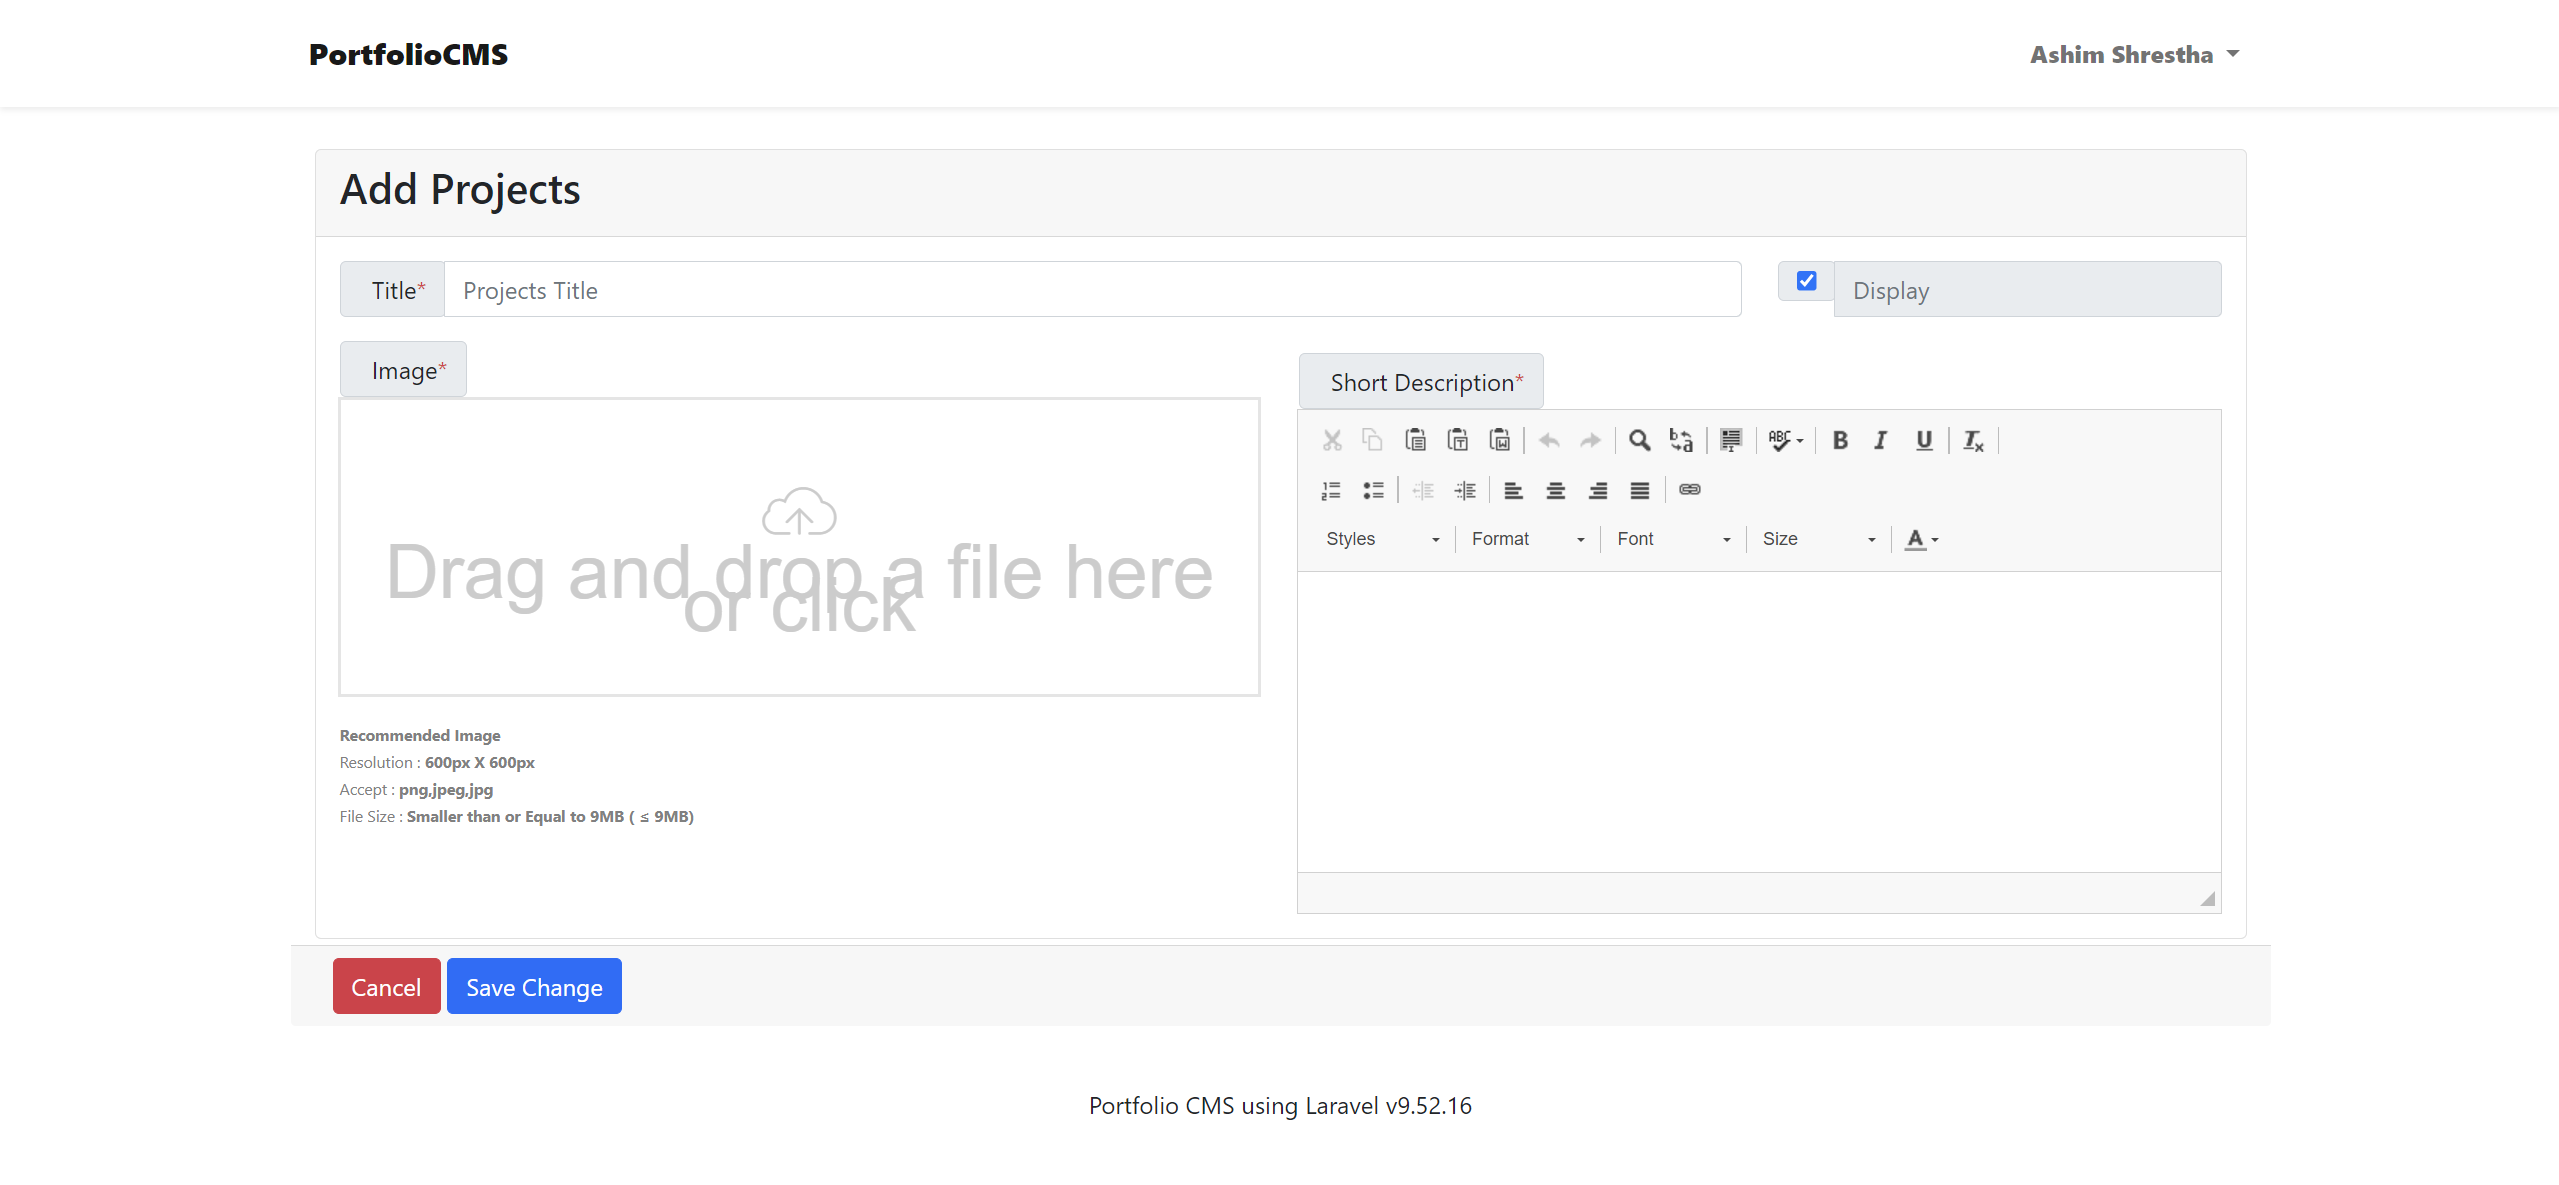 PortfolioCMS
Ashim Shrestha
Add Projects
Title*
Projects Title
Display
Image*
Drag and drop a file here
or click
Recommended Image
Resolution : 600px X 600px
Accept : png,jpeg,jpg
File Size : Smaller than or Equal to 9MB ( ≤ 9MB)
Short Description*
Styles
Format
Font
Size
Cancel
Save Change
Portfolio CMS using Laravel v9.52.16